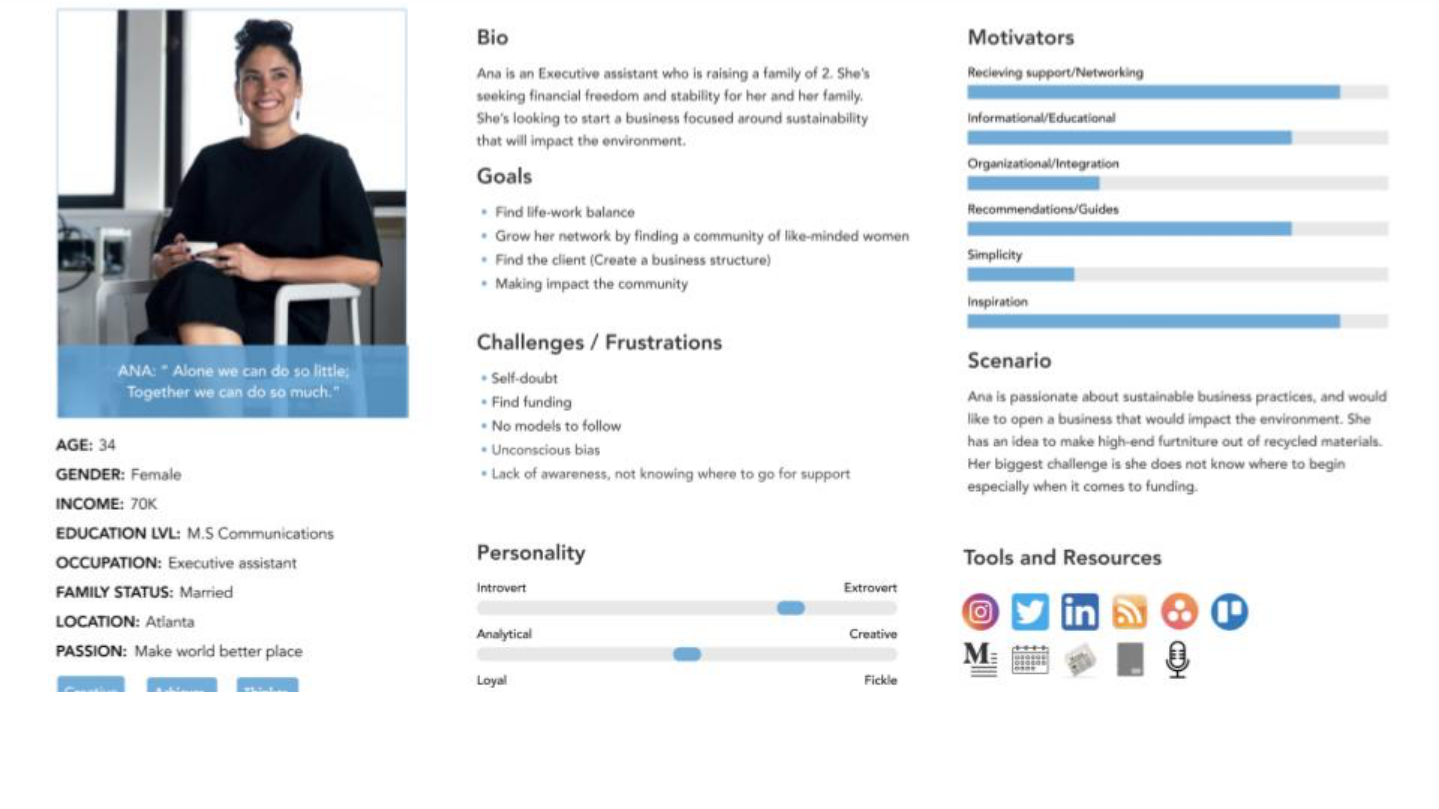 ANA: " Alone we can do so little;
Together we can do so much."
AGE: 34
GENDER: Female
INCOME: 70K
EDUCATION LVL: M.S Communications
OCCUPATION: Executive assistant
FAMILY STATUS: Married
LOCATION: Atlanta
PASSION: Make world better place
Bio
Ana is an Executive assistant who is raising a family of 2. She's
seeking financial freedom and stability for her and her family.
She's looking to start a business focused around sustainability
that will impact the environment.
Goals
• Find life-work balance
• Grow her network by finding a community of like-minded women
• Find the client (Create a business structure)
• Making impact the community
Challenges / Frustrations
• Self-doubt
• Find funding
• No models to follow
• Unconscious bias
• Lack of awareness, not knowing where to go for support
Personality
Introvert Extrovert
Analytical Creative
Loyal Fickle
Motivators
Recieving support/Networking
Informational/Educational
Organizational/Integration
Recommendations/Guides
Simplicity
Inspiration
Scenario
Ana is passionate about sustainable business practices, and would
like to open a business that would impact the environment. She
has an idea to make high-end furtniture out of recycled materials.
Her biggest challenge is she does not know where to begin
especially when it comes to funding.
Tools and Resources
in
M